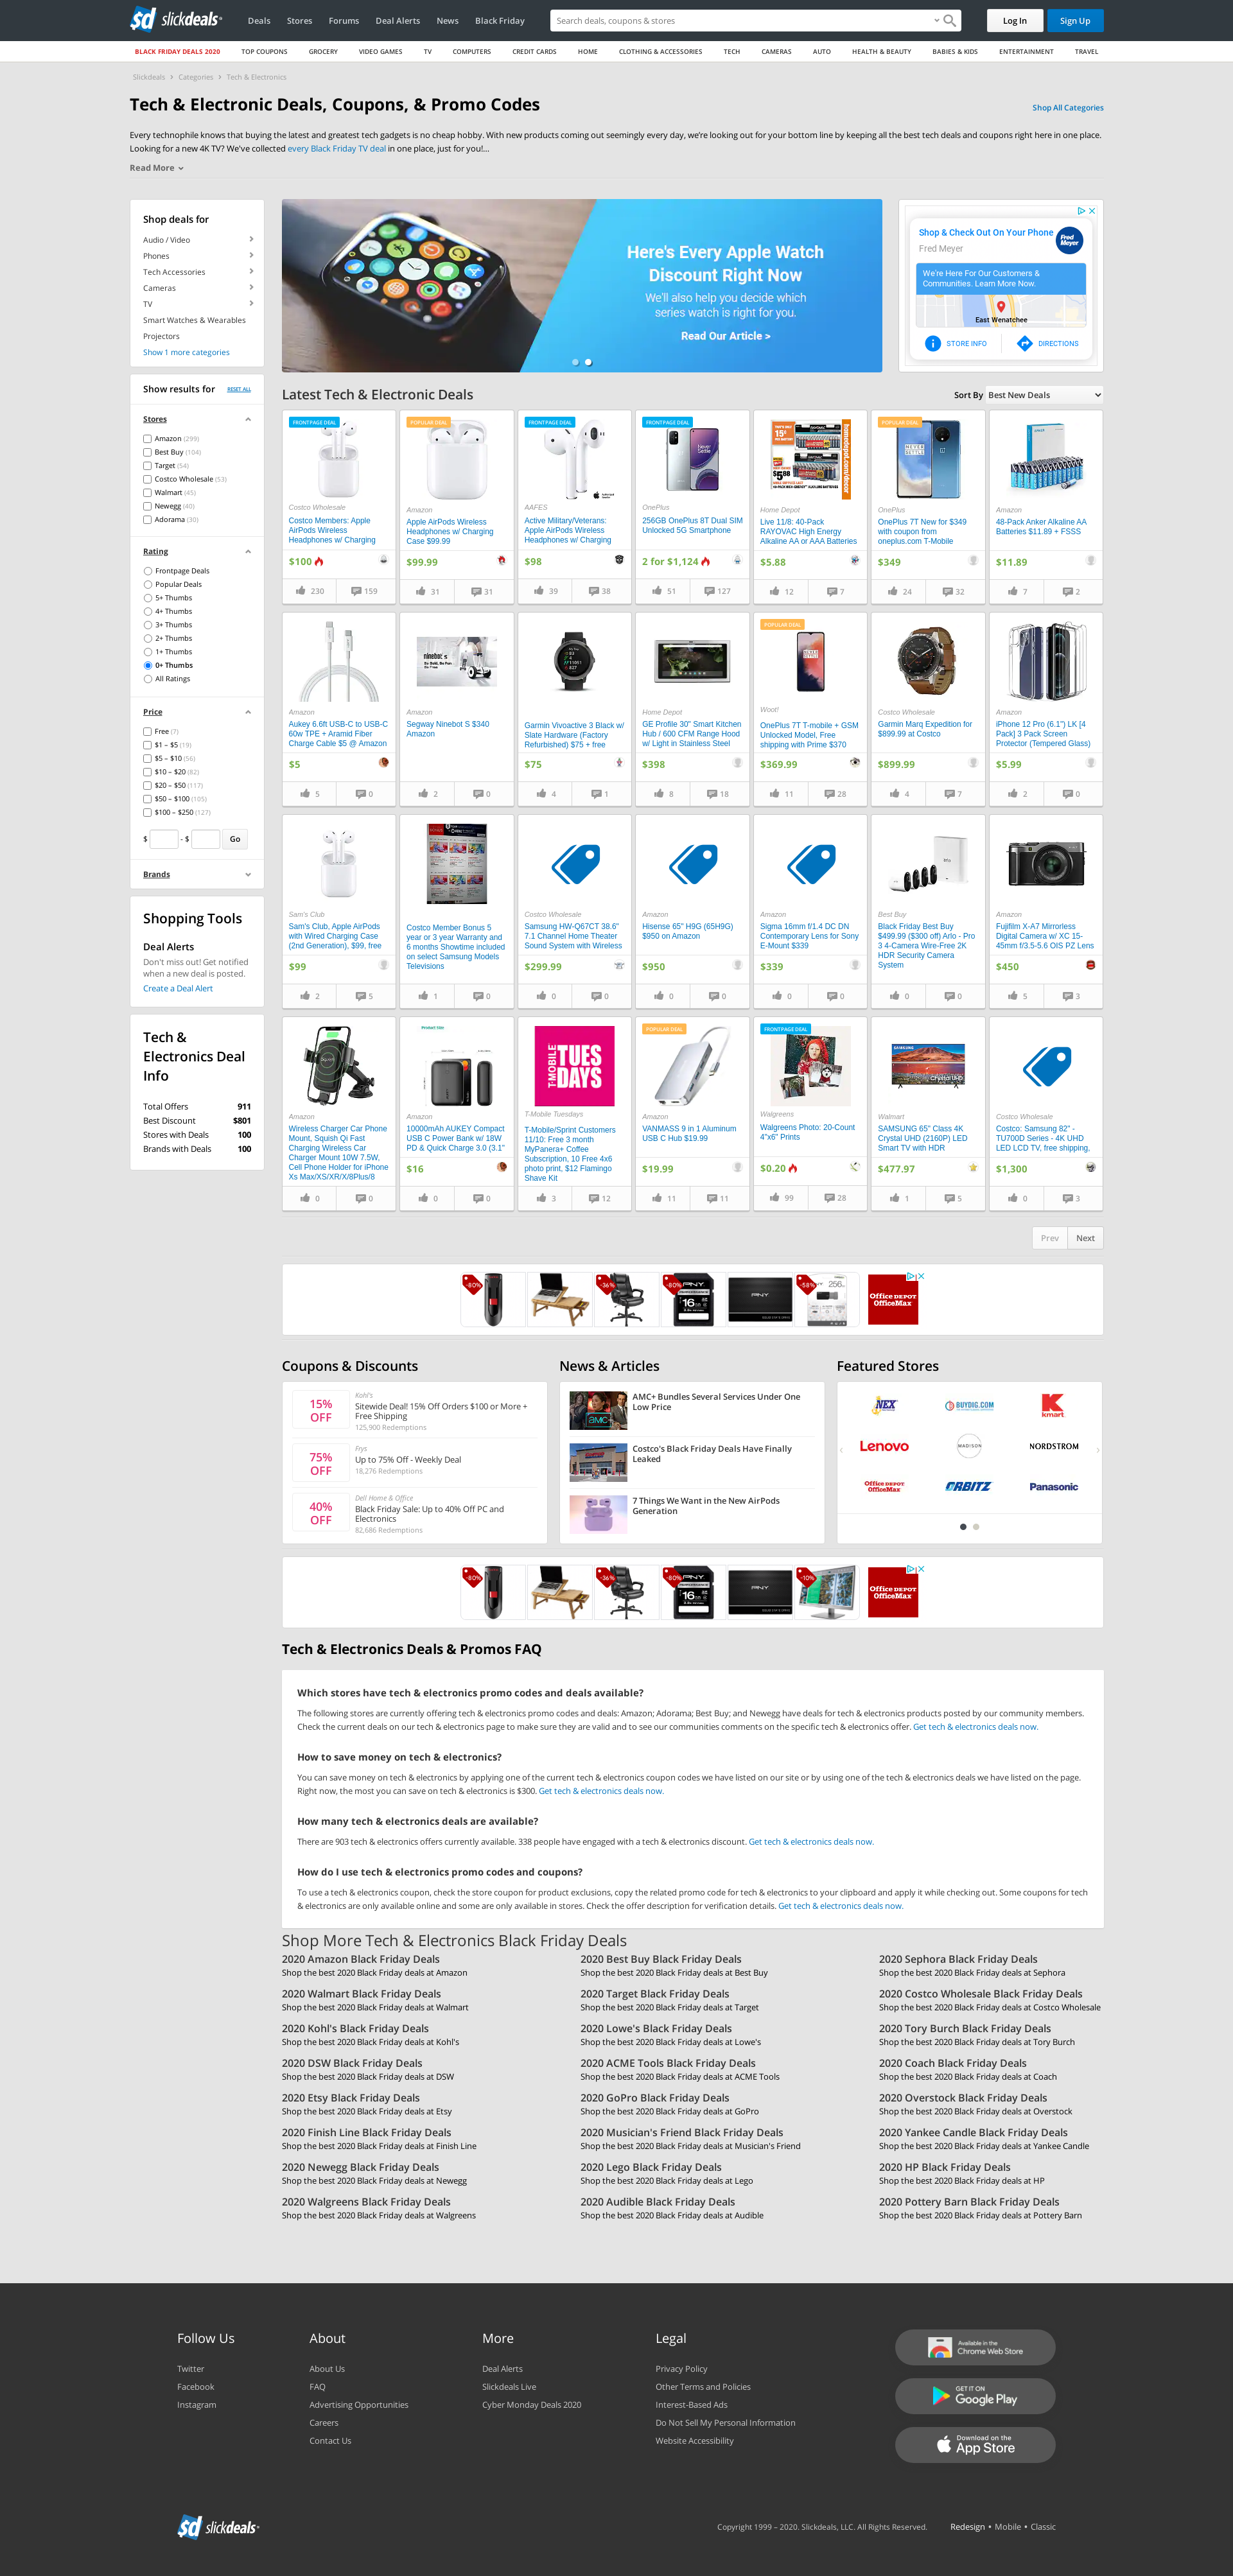 slickdeals
Deals Stores Forums Deal Alerts News Black Friday
Search deals, coupons & stores
Log In Sign Up
BLACK FRIDAY DEALS 2020 TOP COUPONS GROCERY VIDEO GAMES TV COMPUTERS CREDIT CARDS HOME CLOTHING & ACCESSORIES TECH CAMERAS AUTO HEALTH & BEAUTY BABIES & KIDS ENTERTAINMENT TRAVEL
Slickdeals > Categories > Tech & Electronics
Tech & Electronic Deals, Coupons, & Promo Codes
Shop All Categories
Every technophile knows that buying the latest and greatest tech gadgets is no cheap hobby. With new products coming out seemingly every day, we're looking out for your bottom line by keeping all the best tech deals and coupons right here in one place.
Looking for a new 4K TV? We've collected every Black Friday TV deal in one place, just for you!...
Read More
Shop deals for
Audio / Video
Phones
Tech Accessories
Cameras
TV
Smart Watches & Wearables
Projectors
Show 1 more categories
Here's Every Apple Watch
Discount Right Now
We'll also help you decide which
series watch is right for you.
Read Our Article >
Shop & Check Out On Your Phone
Fred Meyer
We're Here For Our Customers &
Communities. Learn More Now.
East Wenatchee
STORE INFO DIRECTIONS
Show results for RESET ALL
Stores
Amazon (299)
Best Buy (104)
Target (54)
Costco Wholesale (53)
Walmart (45)
Newegg (40)
Adorama (30)
Rating
Frontpage Deals
Popular Deals
5+ Thumbs
4+ Thumbs
3+ Thumbs
2+ Thumbs
1+ Thumbs
0+ Thumbs
All Ratings
Price
Free (7)
$1 – $5 (19)
$5 – $10 (56)
$10 – $20 (82)
$20 – $50 (117)
$50 – $100 (105)
$100 – $250 (127)
$ - $ Go
Brands
Shopping Tools
Deal Alerts
Don't miss out! Get notified
when a new deal is posted.
Create a Deal Alert
Tech &
Electronics Deal
Info
Total Offers 911
Best Discount $801
Stores with Deals 100
Brands with Deals 100
Latest Tech & Electronic Deals
Sort By Best New Deals
FRONTPAGE DEAL
Costco Wholesale
Costco Members: Apple
AirPods Wireless
Headphones w/ Charging
$100
230 159
POPULAR DEAL
Amazon
Apple AirPods Wireless
Headphones w/ Charging
Case $99.99
$99.99
31 31
FRONTPAGE DEAL
AAFES
Active Military/Veterans:
Apple AirPods Wireless
Headphones w/ Charging
$98
39 38
FRONTPAGE DEAL
OnePlus
256GB OnePlus 8T Dual SIM
Unlocked 5G Smartphone
2 for $1,124
51 127
Home Depot
Live 11/8: 40-Pack
RAYOVAC High Energy
Alkaline AA or AAA Batteries
$5.88
12 7
POPULAR DEAL
OnePlus
OnePlus 7T New for $349
with coupon from
oneplus.com T-Mobile
$349
24 32
Amazon
48-Pack Anker Alkaline AA
Batteries $11.89 + FSSS
$11.89
7 2
Amazon
Aukey 6.6ft USB-C to USB-C
60w TPE + Aramid Fiber
Charge Cable $5 @ Amazon
$5
5 0
Amazon
Segway Ninebot S $340
Amazon
2 0
Garmin Vivoactive 3 Black w/
Slate Hardware (Factory
Refurbished) $75 + free
$75
4 1
Home Depot
GE Profile 30" Smart Kitchen
Hub / 600 CFM Range Hood
w/ Light in Stainless Steel
$398
8 18
POPULAR DEAL
Woot!
OnePlus 7T T-mobile + GSM
Unlocked Model, Free
shipping with Prime $370
$369.99
11 28
Costco Wholesale
Garmin Marq Expedition for
$899.99 at Costco
$899.99
4 7
Amazon
iPhone 12 Pro (6.1") LK [4
Pack] 3 Pack Screen
Protector (Tempered Glass)
$5.99
2 0
Sam's Club
Sam's Club, Apple AirPods
with Wired Charging Case
(2nd Generation), $99, free
$99
2 5
Costco Member Bonus 5
year or 3 year Warranty and
6 months Showtime included
on select Samsung Models
Televisions
1 0
Costco Wholesale
Samsung HW-Q67CT 38.6"
7.1 Channel Home Theater
Sound System with Wireless
$299.99
0 0
Amazon
Hisense 65" H9G (65H9G)
$950 on Amazon
$950
0 0
Amazon
Sigma 16mm f/1.4 DC DN
Contemporary Lens for Sony
E-Mount $339
$339
0 0
Best Buy
Black Friday Best Buy
$499.99 ($300 off) Arlo - Pro
3 4-Camera Wire-Free 2K
HDR Security Camera
System
0 0
Amazon
Fujifilm X-A7 Mirrorless
Digital Camera w/ XC 15-
45mm f/3.5-5.6 OIS PZ Lens
$450
5 3
Amazon
Wireless Charger Car Phone
Mount, Squish Qi Fast
Charging Wireless Car
Charger Mount 10W 7.5W,
Cell Phone Holder for iPhone
Xs Max/XS/XR/X/8Plus/8
0 0
Amazon
10000mAh AUKEY Compact
USB C Power Bank w/ 18W
PD & Quick Charge 3.0 (3.1"
$16
0 0
T-MOBILE TUESDAYS
T-Mobile Tuesdays
T-Mobile/Sprint Customers
11/10: Free 3 month
MyPanera+ Coffee
Subscription, 10 Free 4x6
photo print, $12 Flamingo
Shave Kit
3 12
POPULAR DEAL
Amazon
VANMASS 9 in 1 Aluminum
USB C Hub $19.99
$19.99
11 11
FRONTPAGE DEAL
Walgreens
Walgreens Photo: 20-Count
4"x6" Prints
$0.20
99 28
SAMSUNG
Walmart
SAMSUNG 65" Class 4K
Crystal UHD (2160P) LED
Smart TV with HDR
$477.97
1 5
Costco Wholesale
Costco: Samsung 82" -
TU700D Series - 4K UHD
LED LCD TV, free shipping,
$1,300
0 3
Prev Next
-80% -36% -80% PNY -58% Office DEPOT OfficeMax
Coupons & Discounts
15% OFF
Kohl's
Sitewide Deal! 15% Off Orders $100 or More +
Free Shipping
125,900 Redemptions
75% OFF
Frys
Up to 75% Off - Weekly Deal
18,276 Redemptions
40% OFF
Dell Home & Office
Black Friday Sale: Up to 40% Off PC and
Electronics
82,686 Redemptions
News & Articles
AMC+ Bundles Several Services Under One
Low Price
Costco's Black Friday Deals Have Finally
Leaked
7 Things We Want in the New AirPods
Generation
Featured Stores
NEX BUYDIG.COM kmart
Lenovo MADISON NORDSTROM
Office DEPOT OfficeMax ORBITZ Panasonic
-80% -36% -80% PNY -10% Office DEPOT OfficeMax
Tech & Electronics Deals & Promos FAQ
Which stores have tech & electronics promo codes and deals available?
The following stores are currently offering tech & electronics promo codes and deals: Amazon; Adorama; Best Buy; and Newegg have deals for tech & electronics products posted by our community members.
Check the current deals on our tech & electronics page to make sure they are valid and to see our communities comments on the specific tech & electronics offer. Get tech & electronics deals now.
How to save money on tech & electronics?
You can save money on tech & electronics by applying one of the current tech & electronics coupon codes we have listed on our site or by using one of the tech & electronics deals we have listed on the page.
Right now, the most you can save on tech & electronics is $300. Get tech & electronics deals now.
How many tech & electronics deals are available?
There are 903 tech & electronics offers currently available. 338 people have engaged with a tech & electronics discount. Get tech & electronics deals now.
How do I use tech & electronics promo codes and coupons?
To use a tech & electronics coupon, check the store coupon for product exclusions, copy the related promo code for tech & electronics to your clipboard and apply it while checking out. Some coupons for tech
& electronics are only available online and some are only available in stores. Check the offer description for verification details. Get tech & electronics deals now.
Shop More Tech & Electronics Black Friday Deals
2020 Amazon Black Friday Deals 2020 Best Buy Black Friday Deals 2020 Sephora Black Friday Deals
Shop the best 2020 Black Friday deals at Amazon Shop the best 2020 Black Friday deals at Best Buy Shop the best 2020 Black Friday deals at Sephora
2020 Walmart Black Friday Deals 2020 Target Black Friday Deals 2020 Costco Wholesale Black Friday Deals
Shop the best 2020 Black Friday deals at Walmart Shop the best 2020 Black Friday deals at Target Shop the best 2020 Black Friday deals at Costco Wholesale
2020 Kohl's Black Friday Deals 2020 Lowe's Black Friday Deals 2020 Tory Burch Black Friday Deals
Shop the best 2020 Black Friday deals at Kohl's Shop the best 2020 Black Friday deals at Lowe's Shop the best 2020 Black Friday deals at Tory Burch
2020 DSW Black Friday Deals 2020 ACME Tools Black Friday Deals 2020 Coach Black Friday Deals
Shop the best 2020 Black Friday deals at DSW Shop the best 2020 Black Friday deals at ACME Tools Shop the best 2020 Black Friday deals at Coach
2020 Etsy Black Friday Deals 2020 GoPro Black Friday Deals 2020 Overstock Black Friday Deals
Shop the best 2020 Black Friday deals at Etsy Shop the best 2020 Black Friday deals at GoPro Shop the best 2020 Black Friday deals at Overstock
2020 Finish Line Black Friday Deals 2020 Musician's Friend Black Friday Deals 2020 Yankee Candle Black Friday Deals
Shop the best 2020 Black Friday deals at Finish Line Shop the best 2020 Black Friday deals at Musician's Friend Shop the best 2020 Black Friday deals at Yankee Candle
2020 Newegg Black Friday Deals 2020 Lego Black Friday Deals 2020 HP Black Friday Deals
Shop the best 2020 Black Friday deals at Newegg Shop the best 2020 Black Friday deals at Lego Shop the best 2020 Black Friday deals at HP
2020 Walgreens Black Friday Deals 2020 Audible Black Friday Deals 2020 Pottery Barn Black Friday Deals
Shop the best 2020 Black Friday deals at Walgreens Shop the best 2020 Black Friday deals at Audible Shop the best 2020 Black Friday deals at Pottery Barn
Follow Us
Twitter
Facebook
Instagram
About
About Us
FAQ
Advertising Opportunities
Careers
Contact Us
More
Deal Alerts
Slickdeals Live
Cyber Monday Deals 2020
Legal
Privacy Policy
Other Terms and Policies
Interest-Based Ads
Do Not Sell My Personal Information
Website Accessibility
Available in the
Chrome Web Store
GET IT ON
Google Play
Download on the
App Store
slickdeals
Copyright 1999 – 2020. Slickdeals, LLC. All Rights Reserved. Redesign • Mobile • Classic